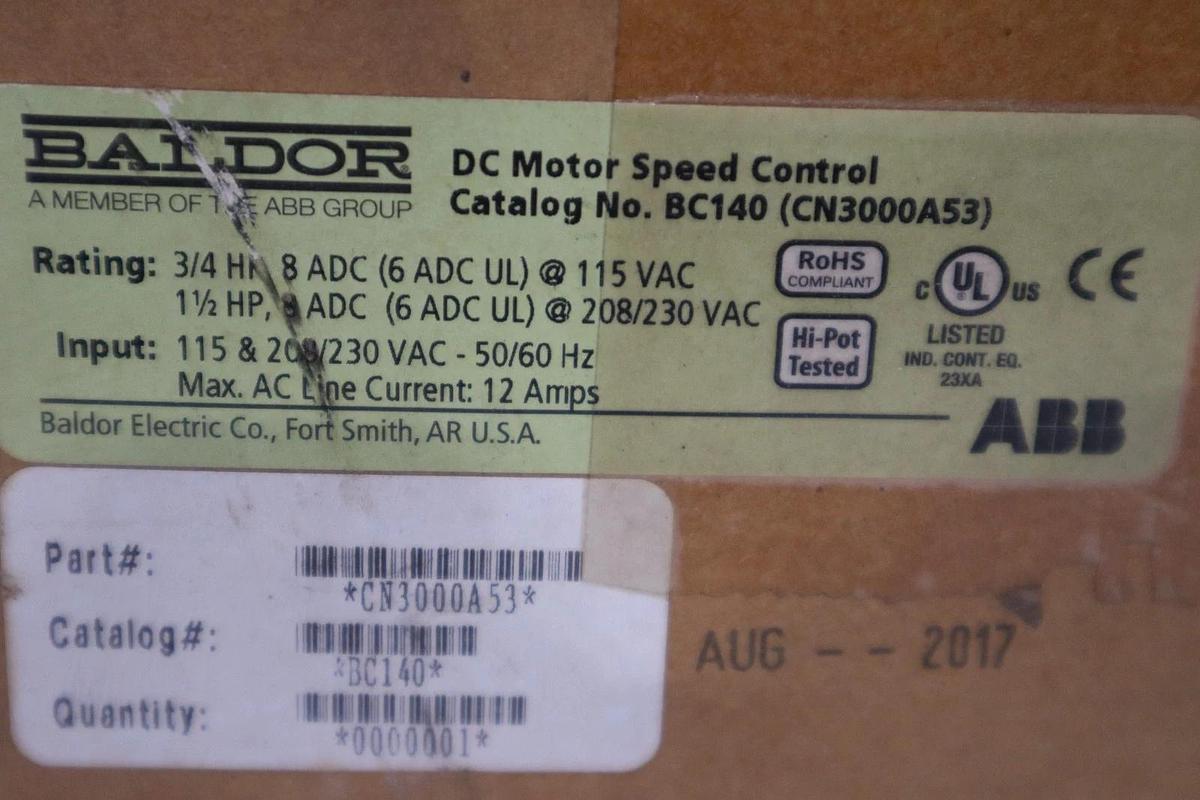 BALDOR
A MEMBER OF THE ABB GROUP
DC Motor Speed Control
Catalog No. BC140 (CN3000A53)
Rating: 3/4 HP, 8 ADC (6 ADC UL) @ 115 VAC
1½ HP, 8 ADC (6 ADC UL) @ 208/230 VAC
Input: 115 & 208/230 VAC - 50/60 Hz
Max. AC Line Current: 12 Amps
RoHS
COMPLIANT
Hi-Pot
Tested
C UL US
LISTED
IND. CONT. EQ.
23XA
CE
Baldor Electric Co., Fort Smith, AR U.S.A.
ABB
Part#:
*CN3000A53*
Catalog#:
*BC140*
Quantity:
*0000001*
AUG -- 2017